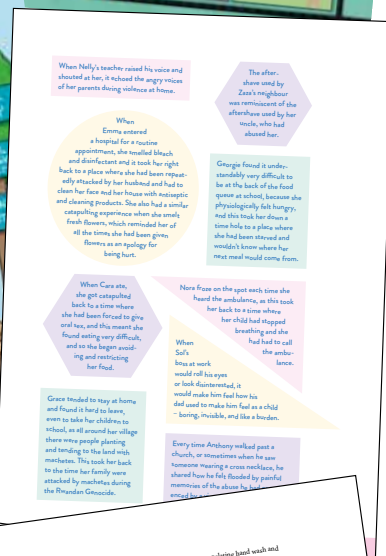 When Nelly's teacher raised his voice and
shouted at her, it echoed the angry voices
of her parents during violence at home.
The after-
shave used by
Zaza's neighbour
was reminiscent of the
aftershave used by her
uncle, who had
abused her.
When
Emma entered
a hospital for a routine
appointment, she smelled bleach
and disinfectant and it took her right
back to a place where she had been repeat-
edly attacked by her husband and had to
clean her face and her house with antiseptic
and cleaning products. She also had a similar
catapulting experience when she smelt
fresh flowers, which reminded her of
all the times she had been given
flowers as an apology for
being hurt.
Georgie found it under-
standably very difficult to
be at the back of the food
queue at school, because she
physiologically felt hungry-
and this took her down a
time hole to a place where
she had been starved and
wouldn't know where her
next meal would come from.
When Cara ate,
she got catapulted
back to a time where
she had been forced to give
oral sex, and this meant she
found eating very difficult,
and so she began avoid-
ing and restricting
her food.
Nora froze on the spot each time she
heard the ambulance, as this took
her back to a time where
her child had stopped
breathing and she
had had to call
the ambu-
lance.
When
Sol's
boss at work
would roll his eyes
or look disinterested, it
would make him feel how his
dad used to make him feel as a child
– boring, invisible, and like a burden.
Grace tended to stay at home
and found it hard to leave,
even to take her children to
school, as all around her village
there were people planting
and tending to the land with
machetes. This took her back
to the time her family were
attacked by machetes during
the Rwandan Genocide.
Every time Anthony walked past a
church, or sometimes when he saw
someone wearing a cross necklace, he
shared how he felt flooded by painful
memories of the abuse he had
hand wash and